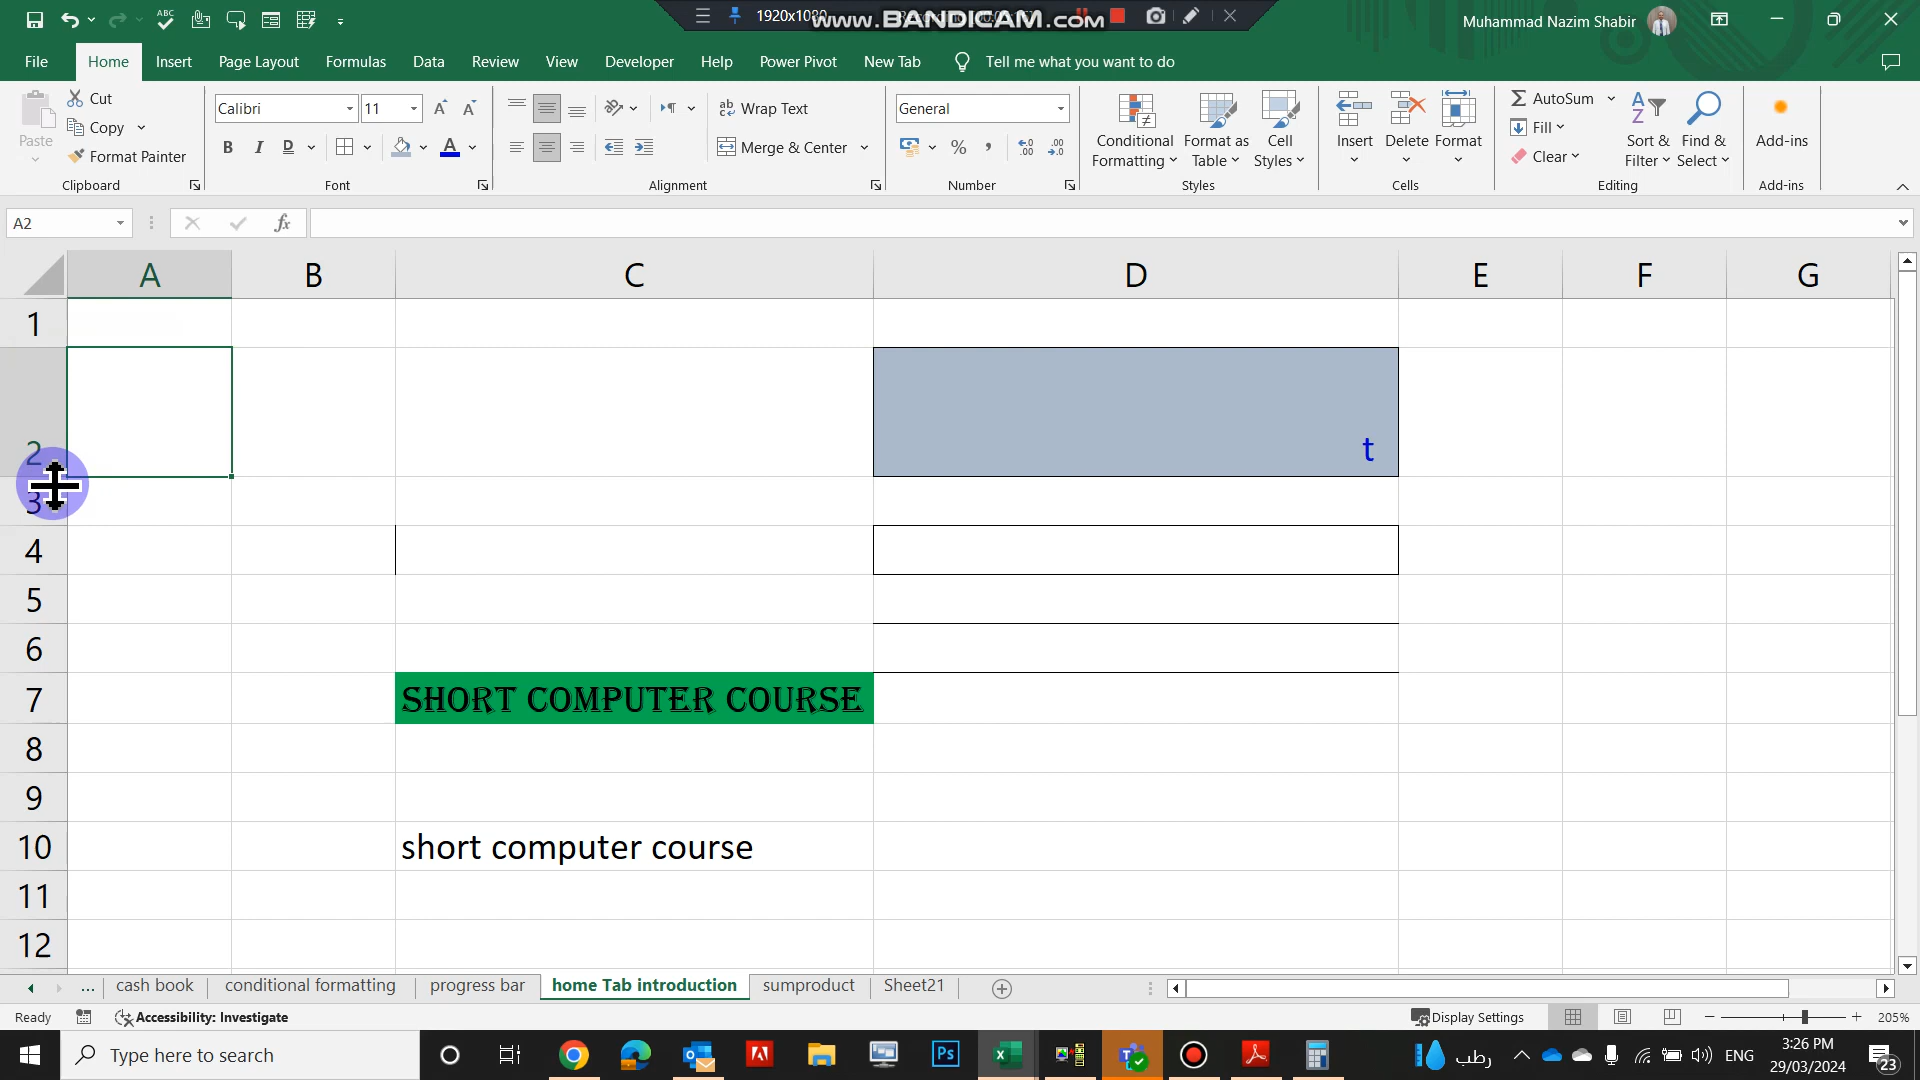 1920x1080
www.BANDICAM.com
Muhammad Nazim Shabir
File
Home
Insert
Page Layout
Formulas
Data
Review
View
Developer
Help
Power Pivot
New Tab
Tell me what you want to do
Paste
Cut
Copy
Format Painter
Clipboard
Calibri
11
B I D
Font
Wrap Text
Merge & Center
Alignment
General
Number
Conditional Formatting
Format as Table
Cell Styles
Styles
Insert
Delete
Format
Cells
AutoSum
Fill
Clear
Sort & Filter
Find & Select
Editing
Add-ins
Add-ins
A2
fx
A B C D E F G
1
2
t
3
4
5
6
7
SHORT COMPUTER COURSE
8
9
10
short computer course
11
12
...
cash book
conditional formatting
progress bar
home Tab introduction
sumproduct
Sheet21
Ready
Accessibility: Investigate
Display Settings
205%
Type here to search
رطب
ENG
3:26 PM
29/03/2024
23